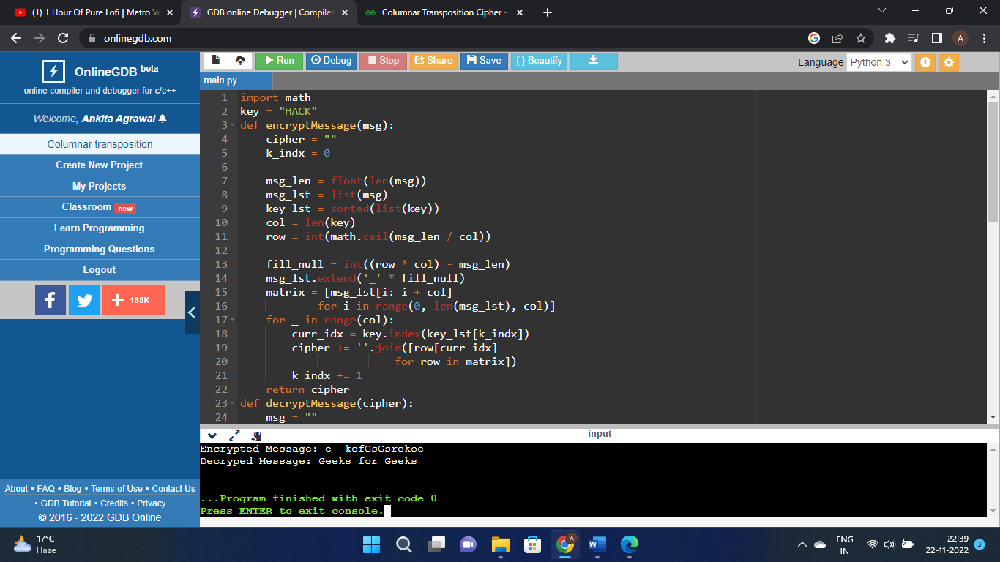 (1) 1 Hour Of Pure Lofi | Metro Ve
GDB online Debugger | Compiler
Columnar Transposition Cipher -
onlinegdb.com
A
OnlineGDB beta
online compiler and debugger for c/c++
Welcome, Ankita Agrawal
Columnar transposition
Create New Project
My Projects
Classroom new
Learn Programming
Programming Questions
Logout
188K
About • FAQ • Blog • Terms of Use • Contact Us
• GDB Tutorial • Credits • Privacy
© 2016 - 2022 GDB Online
Run Debug Stop Share Save { } Beautify
Language Python 3
main.py
1 import math
2 key = "HACK"
3 def encryptMessage(msg):
4     cipher = ""
5     k_indx = 0
6
7     msg_len = float(len(msg))
8     msg_lst = list(msg)
9     key_lst = sorted(list(key))
10     col = len(key)
11     row = int(math.ceil(msg_len / col))
12
13     fill_null = int((row * col) - msg_len)
14     msg_lst.extend('_' * fill_null)
15     matrix = [msg_lst[i: i + col]
16             for i in range(0, len(msg_lst), col)]
17     for _ in range(col):
18         curr_idx = key.index(key_lst[k_indx])
19         cipher += ''.join([row[curr_idx]
20                         for row in matrix])
21         k_indx += 1
22     return cipher
23 def decryptMessage(cipher):
24     msg = ""
input
Encrypted Message: e  kefGsGsrekoe_
Decryped Message: Geeks for Geeks
...Program finished with exit code 0
Press ENTER to exit console.
17°C
Haze
A
ENG
IN
22:39
22-11-2022
3